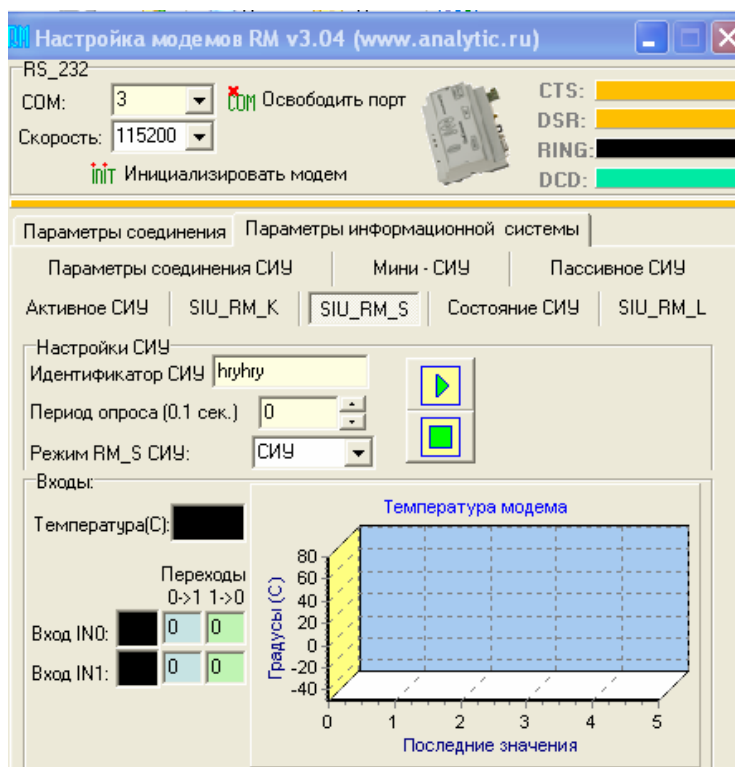 Настройка модемов RM v3.04 (www.analytic.ru)
RS_232
COM: 3
COM Освободить порт
Скорость: 115200
init Инициализировать модем
CTS:
DSR:
RING:
DCD:
Параметры соединения
Параметры информационной системы
Параметры соединения СИУ
Мини - СИУ
Пассивное СИУ
Активное СИУ
SIU_RM_K
SIU_RM_S
Состояние СИУ
SIU_RM_L
Настройки СИУ
Идентификатор СИУ hryhry
Период опроса (0.1 сек.) 0
Режим RM_S СИУ: СИУ
Входы:
Температура(С):
Переходы
0->1 1->0
Вход IN0: 0 0
Вход IN1: 0 0
Температура модема
Градусы (С)
80
60
40
20
0
-20
-40
0 1 2 3 4 5
Последние значения